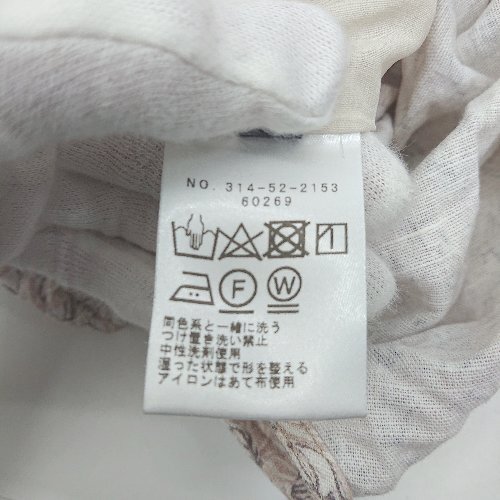 NO. 314-52-2153
60269
F W
同色系と一緒に洗う
つけ置き洗い禁止
中性洗剤使用
湿った状態で形を整える
アイロンはあて布使用